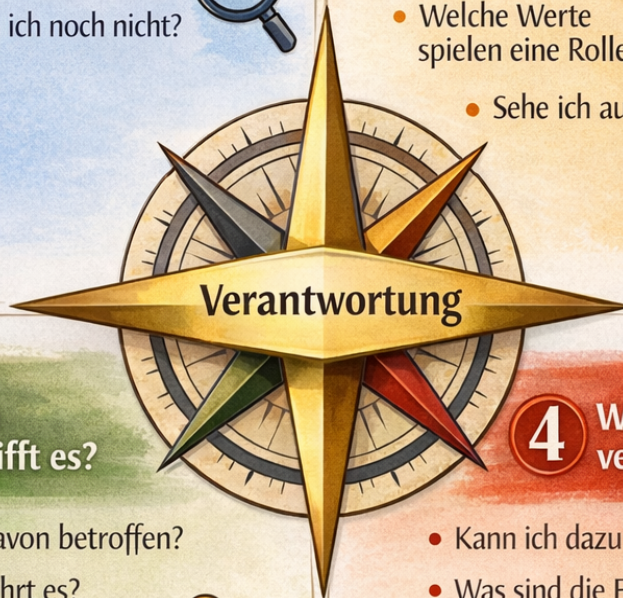 ich noch nicht?
Welche Werte
spielen eine Rolle
Sehe ich au
Verantwortung
ifft es?
avon betroffen?
hrt es?
4
W
ve
Kann ich dazu
Was sind die F